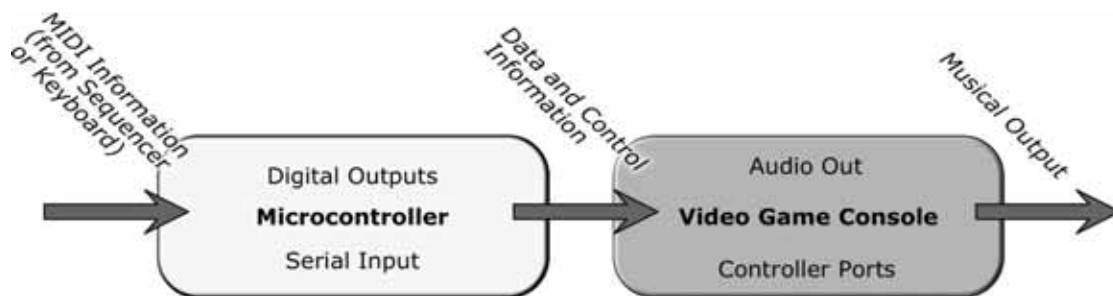 MIDI Information
(from Sequencer
or Keyboard)
Digital Outputs
Microcontroller
Serial Input
Data and Control
Information
Audio Out
Video Game Console
Controller Ports
Musical Output